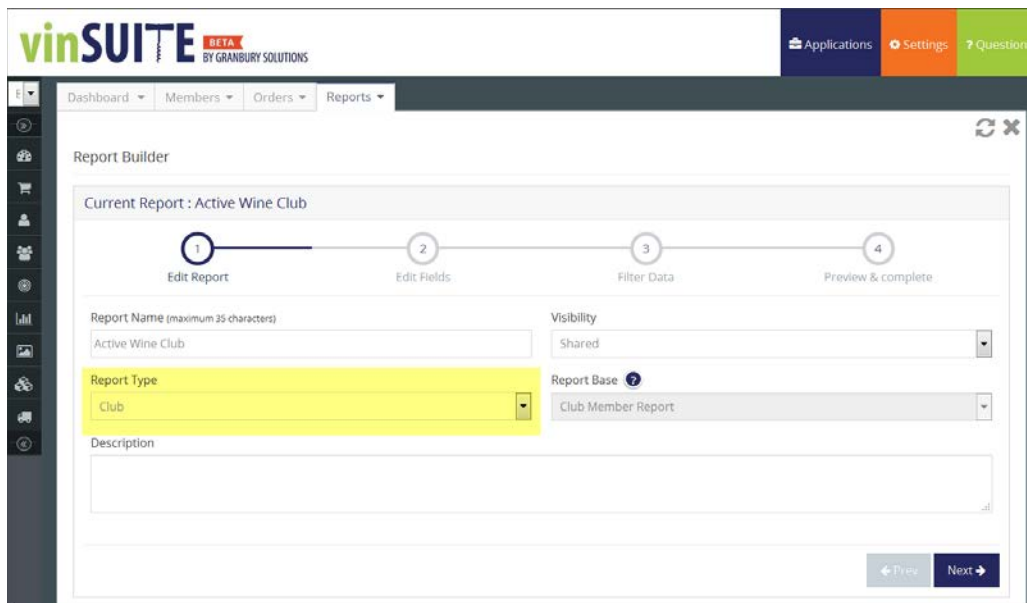 vinSUITE BETA BY GRANBURY SOLUTIONS
Applications Settings ? Question
E
Dashboard Members Orders Reports
Report Builder
Current Report : Active Wine Club
1 2 3 4
Edit Report Edit Fields Filter Data Preview & complete
Report Name (maximum 35 characters) Visibility
Active Wine Club Shared
Report Type Report Base ?
Club Club Member Report
Description
Prev Next